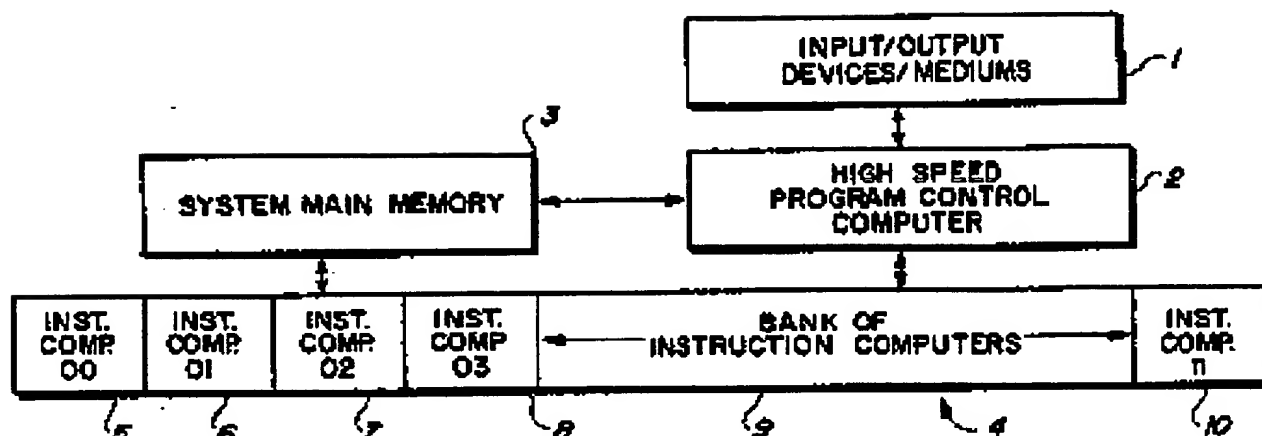 INPUT/OUTPUT
DEVICES/MEDIUMS
1
3
SYSTEM MAIN MEMORY
HIGH SPEED
PROGRAM CONTROL
COMPUTER
2
INST.
COMP.
00
INST.
COMP.
01
INST.
COMP.
02
INST.
COMP
03
BANK OF
INSTRUCTION COMPUTERS
INST.
COMP.
n
5
6
7
8
9
4
10